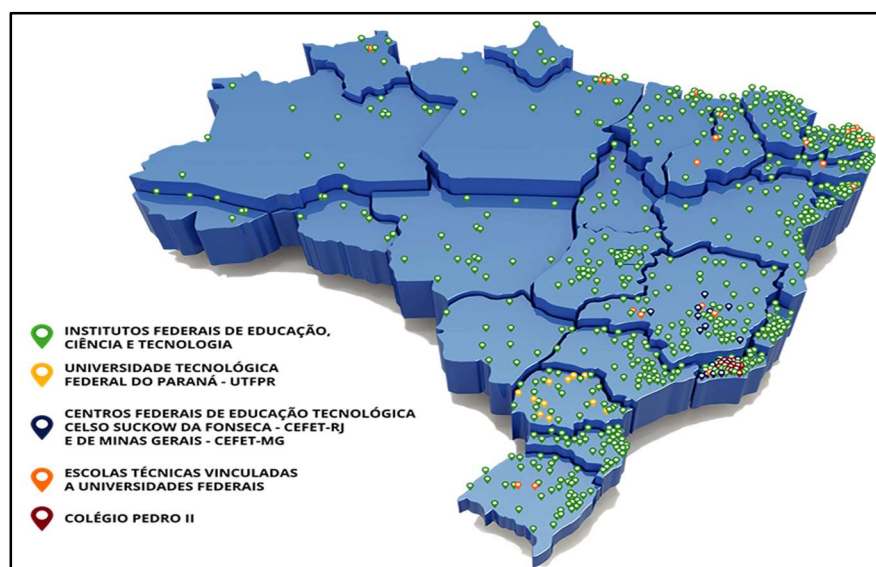 INSTITUTOS FEDERAIS DE EDUCAÇÃO,
CIÊNCIA E TECNOLOGIA
UNIVERSIDADE TECNOLÓGICA
FEDERAL DO PARANÁ - UTFPR
CENTROS FEDERAIS DE EDUCAÇÃO TECNOLÓGICA
CELSO SUCKOW DA FONSECA - CEFET-RJ
E DE MINAS GERAIS - CEFET-MG
ESCOLAS TÉCNICAS VINCULADAS
A UNIVERSIDADES FEDERAIS
COLÉGIO PEDRO II